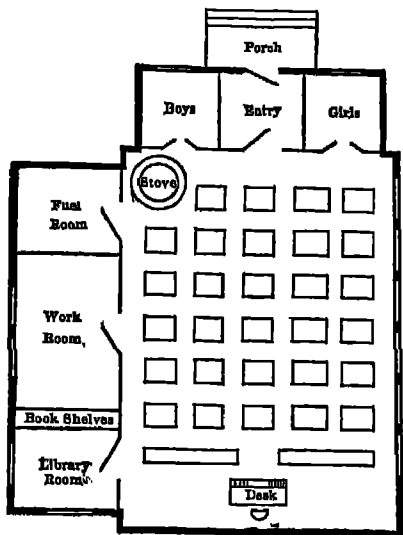 Porch
Boys
Entry
Girls
Stove
Fuel
Room
Work
Room,
Book Shelves
Library
Room
Desk